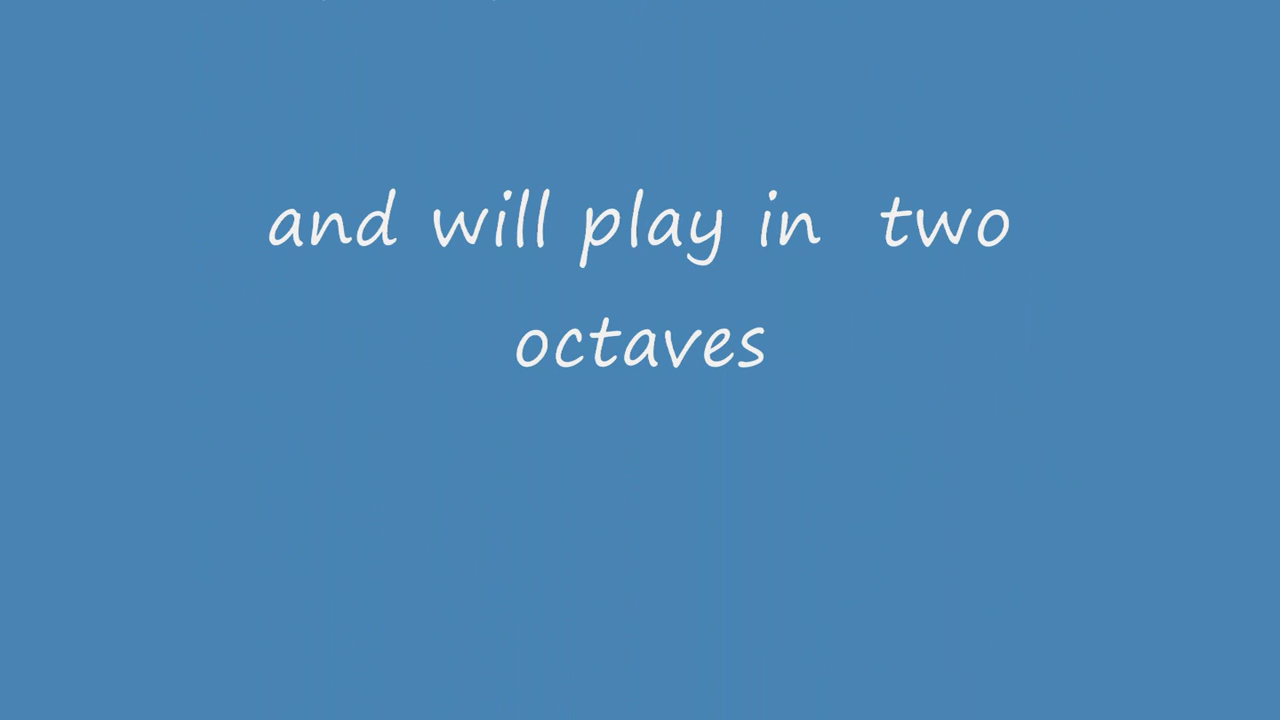 and will play in two
octaves